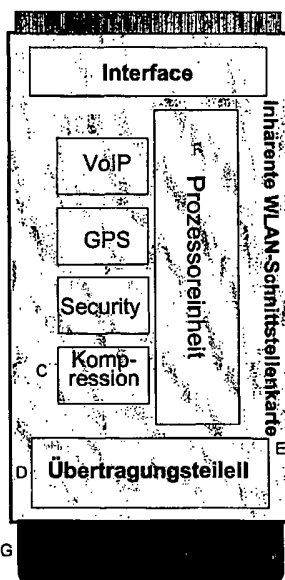 Interface
VoIP
GPS
Security
Komp-
ression
C
Prozessoreinheit
Inhärente WLAN-Schnittstellenkarte
E
D
Übertragungsteilell
G